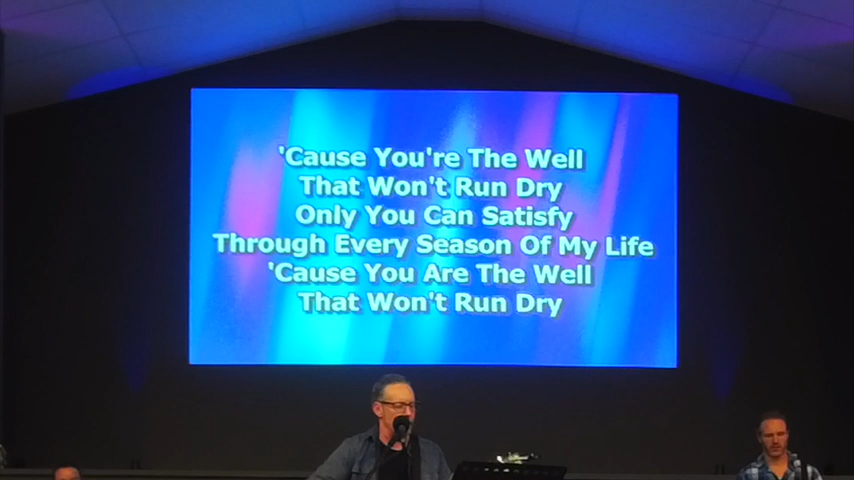 'Cause You're The Well
That Won't Run Dry
Only You Can Satisfy
Through Every Season Of My Life
'Cause You Are The Well
That Won't Run Dry